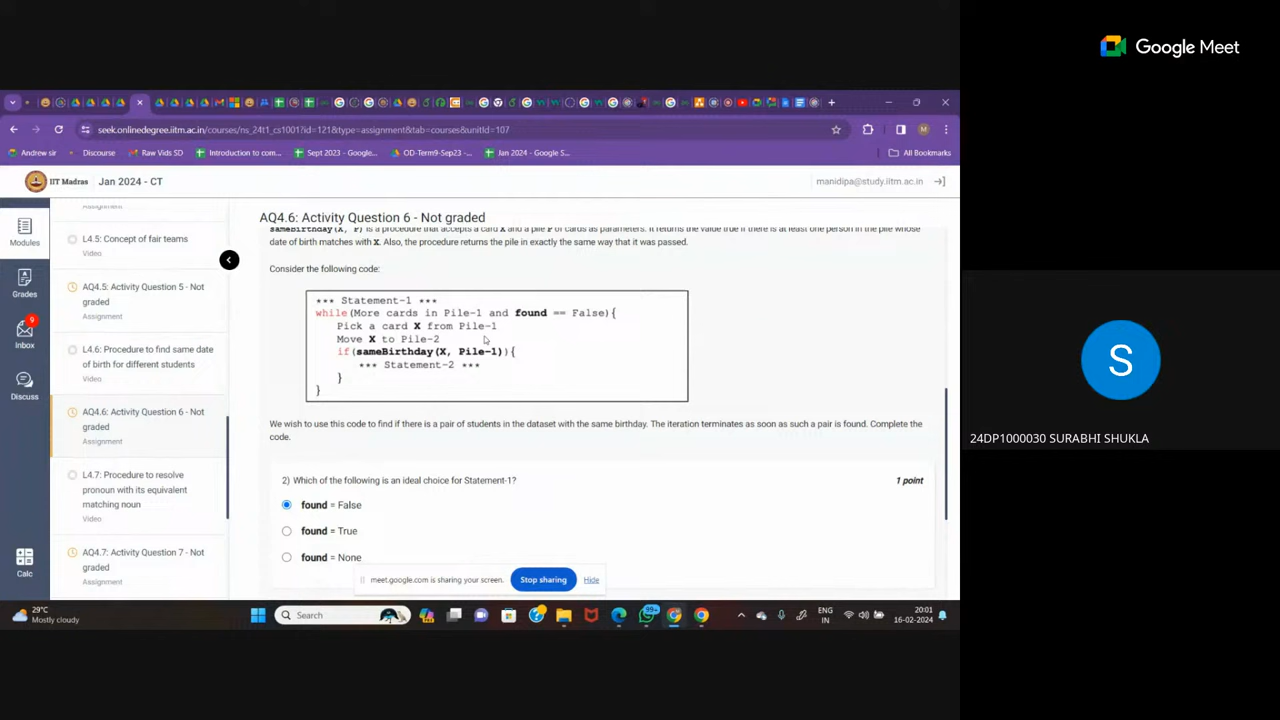 Google Meet
seek.onlinedegree.iitm.ac.in/courses/ns_24t1_cs1001?id=121&type=assignment&tab=courses&unitId=107
Andrew sir
Discourse
Raw Vids SD
Introduction to com...
Sept 2023 - Google...
OD-Term9-Sep23 -...
Jan 2024 - Google S...
All Bookmarks
IIT Madras
Jan 2024 - CT
manidipa@study.iitm.ac.in
Modules
Grades
9
Inbox
Discuss
Calc
Assignment
L4.5: Concept of fair teams
Video
AQ4.5: Activity Question 5 - Not
graded
Assignment
L4.6: Procedure to find same date
of birth for different students
Video
AQ4.6: Activity Question 6 - Not
graded
Assignment
L4.7: Procedure to resolve
pronoun with its equivalent
matching noun
Video
AQ4.7: Activity Question 7 - Not
graded
Assignment
AQ4.6: Activity Question 6 - Not graded
sameBirthday(X, P) is a procedure that accepts a card X and a pile P of cards as parameters. It returns the value true if there is at least one person in the pile whose
date of birth matches with X. Also, the procedure returns the pile in exactly the same way that it was passed.
Consider the following code:
*** Statement-1 ***
while(More cards in Pile-1 and found == False){
Pick a card X from Pile-1
Move X to Pile-2
if(sameBirthday(X, Pile-1)){
*** Statement-2 ***
}
}
We wish to use this code to find if there is a pair of students in the dataset with the same birthday. The iteration terminates as soon as such a pair is found. Complete the
code.
2) Which of the following is an ideal choice for Statement-1?
1 point
found = False
found = True
found = None
meet.google.com is sharing your screen.
Stop sharing
Hide
S
24DP1000030 SURABHI SHUKLA
29°C
Mostly cloudy
Search
99+
ENG
IN
20:01
16-02-2024
M